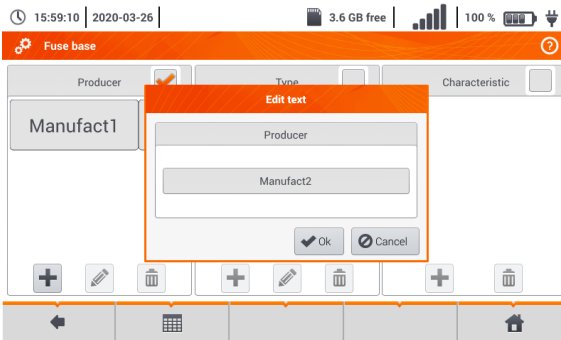 15:59:10 2020-03-26 3.6 GB free 100 %
Fuse base
Producer Type Characteristic
Edit text
Manufact1
Producer
Manufact2
Ok Cancel